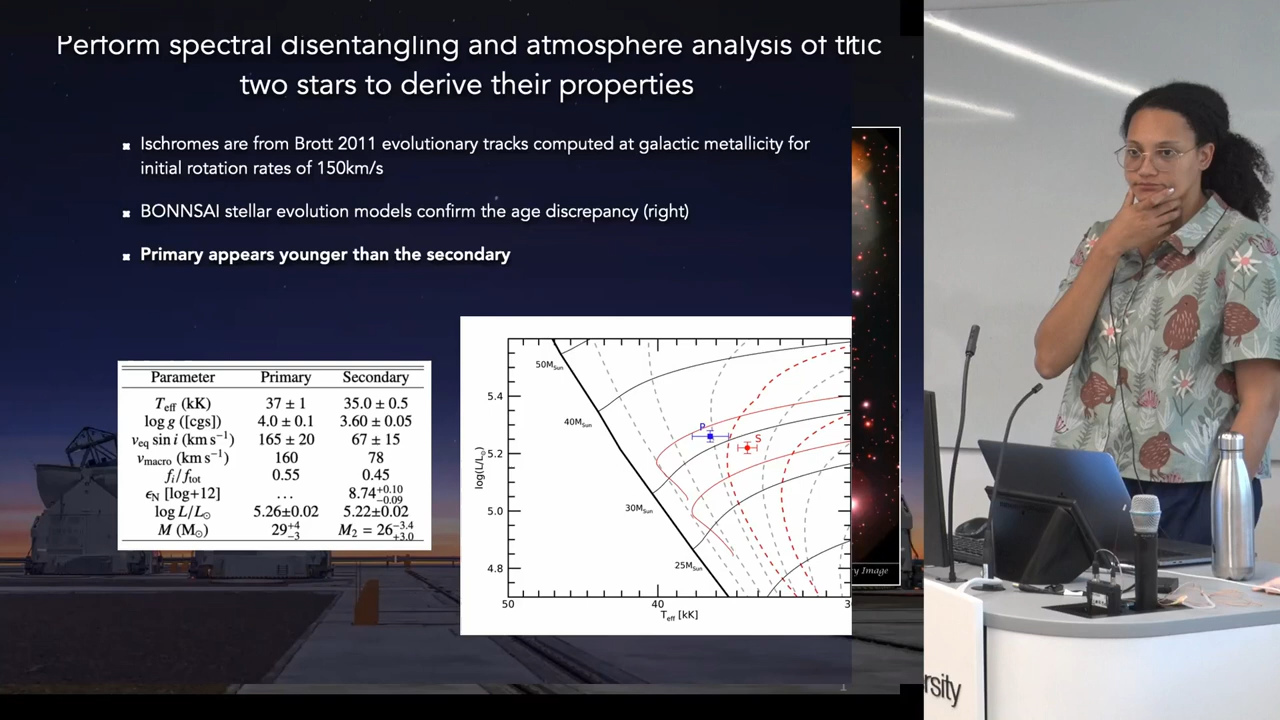 Perform spectral disentangling and atmosphere analysis of
two stars to derive their properties
Ischromes are from Brott 2011 evolutionary tracks computed at galactic metallicity for
initial rotation rates of 150km/s
BONNSAI stellar evolution models confirm the age discrepancy (right)
Primary appears younger than the secondary
Parameter Primary Secondary
T_eff (kK) 37 ± 1 35.0 ± 0.5
log g ([cgs]) 4.0 ± 0.1 3.60 ± 0.05
v_eq sin i (km s⁻¹) 165 ± 20 67 ± 15
v_macro (km s⁻¹) 160 78
f_i/f_tot 0.55 0.45
ϵ_N [log+12] ... 8.74^{+0.10}_{-0.09}
log L/L_⊙ 5.26±0.02 5.22±0.02
M (M_⊙) 29^{+4}_{-3} M_2 = 26^{-3.4}_{+3.0}
50M_Sun
5.4
40M_Sun
P
S
5.2
log(L/L_⊙)
30M_Sun
5.0
25M_Sun
4.8
50 40 3
T_eff [kK]
y Image
1
rsity